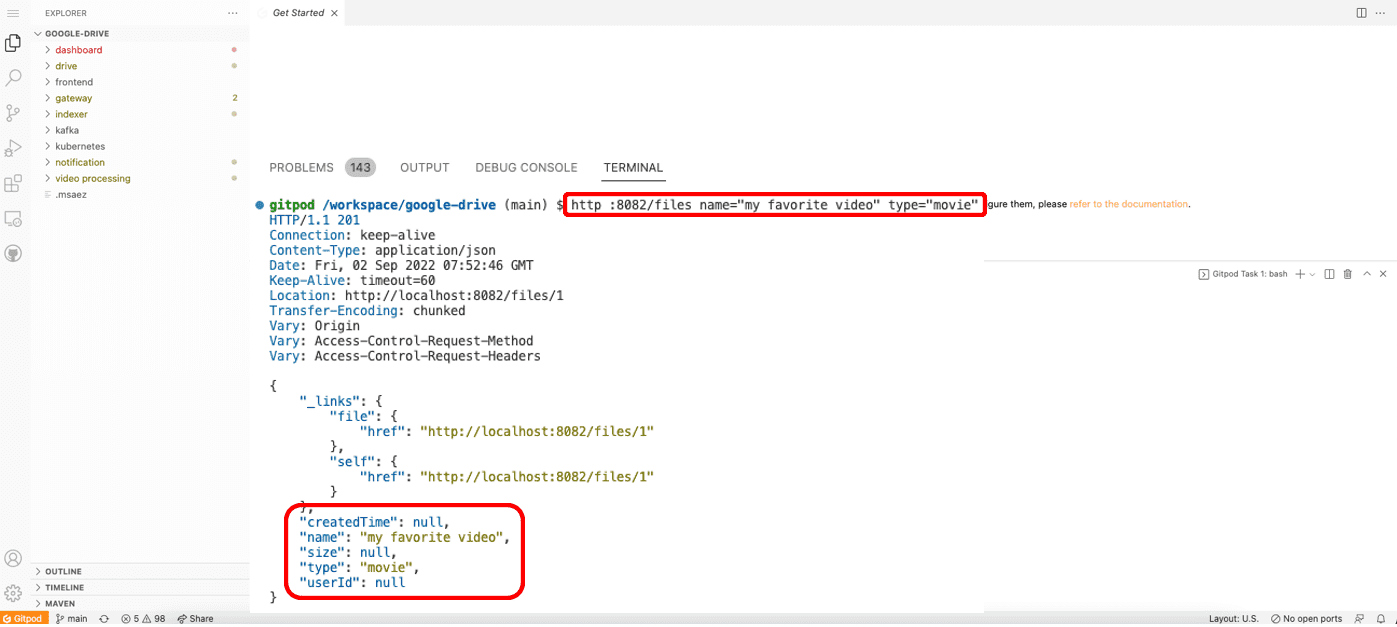 EXPLORER
Get Started
GOOGLE-DRIVE
dashboard
drive
frontend
gateway 2
indexer
kafka
kubernetes
notification
video processing
.msaez
PROBLEMS 143 OUTPUT DEBUG CONSOLE TERMINAL
gitpod /workspace/google-drive (main) $ http :8082/files name="my favorite video" type="movie" gure them, please refer to the documentation.
HTTP/1.1 201
Connection: keep-alive
Content-Type: application/json
Date: Fri, 02 Sep 2022 07:52:46 GMT
Keep-Alive: timeout=60
Location: http://localhost:8082/files/1
Transfer-Encoding: chunked
Vary: Origin
Vary: Access-Control-Request-Method
Vary: Access-Control-Request-Headers
{
"_links": {
"file": {
"href": "http://localhost:8082/files/1"
},
"self": {
"href": "http://localhost:8082/files/1"
}
},
"createdTime": null,
"name": "my favorite video",
"size": null,
"type": "movie",
"userId": null
}
Gitpod Task 1: bash
OUTLINE
TIMELINE
MAVEN
Gitpod main 5 98 Share Layout: U.S. No open ports